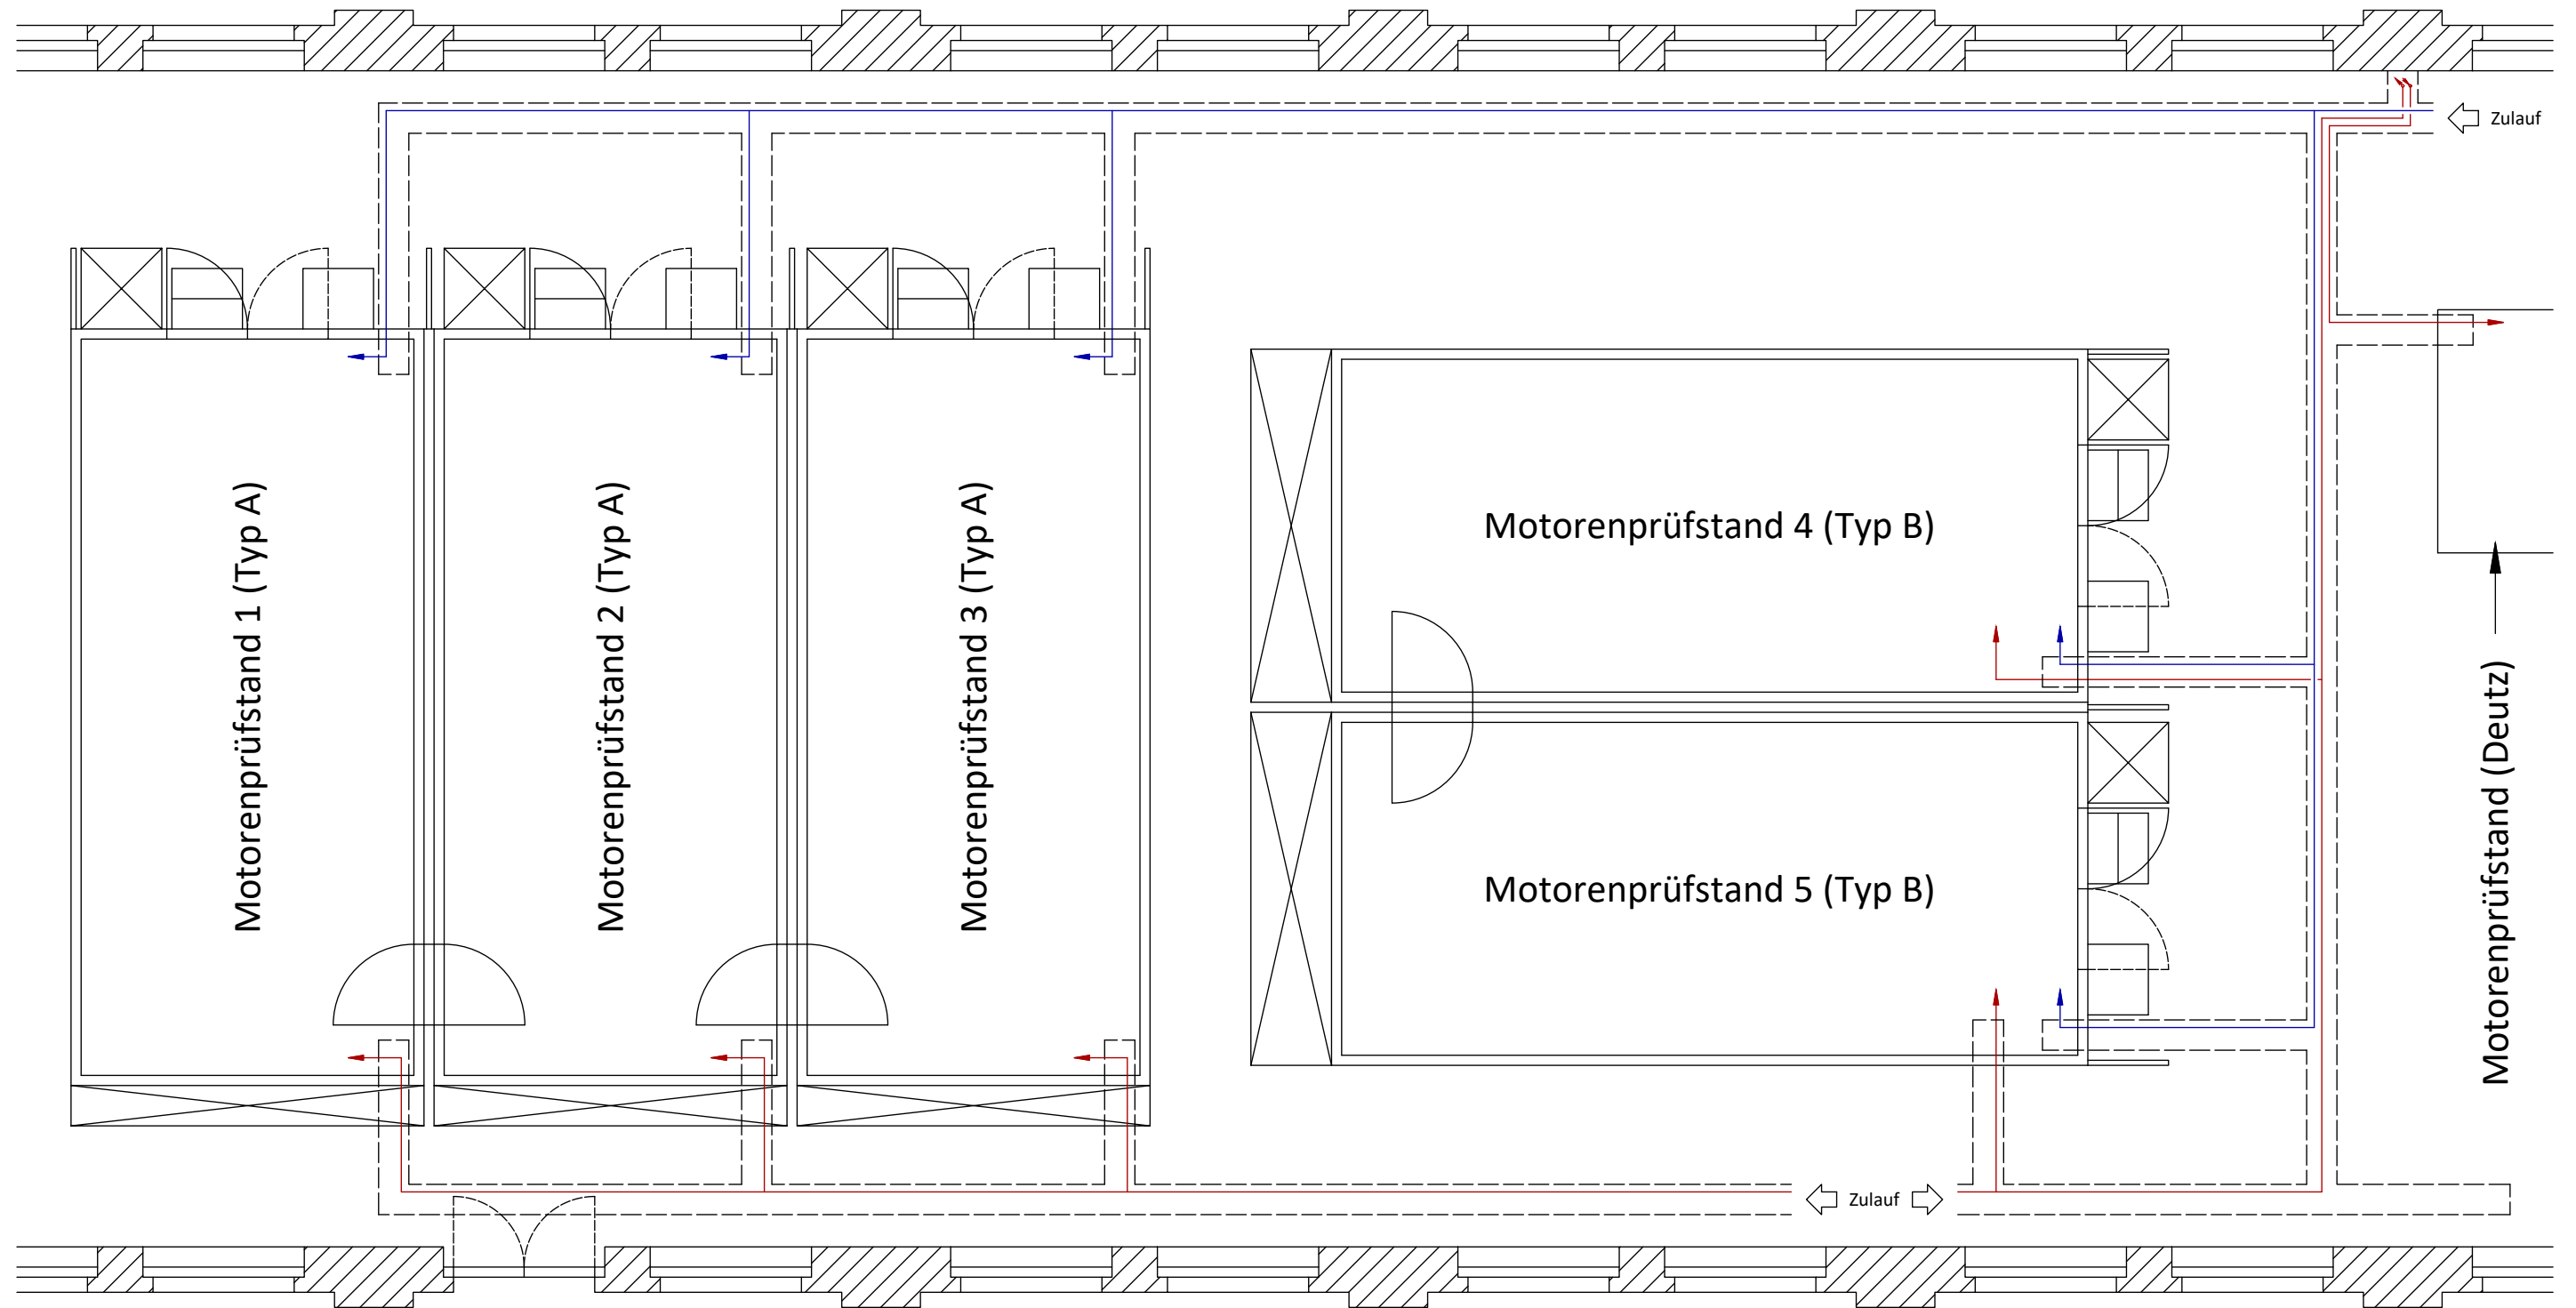 Zulauf
Motorenprüfstand 1 (Typ A)
Motorenprüfstand 2 (Typ A)
Motorenprüfstand 3 (Typ A)
Motorenprüfstand 4 (Typ B)
Motorenprüfstand 5 (Typ B)
Motorenprüfstand (Deutz)
Zulauf